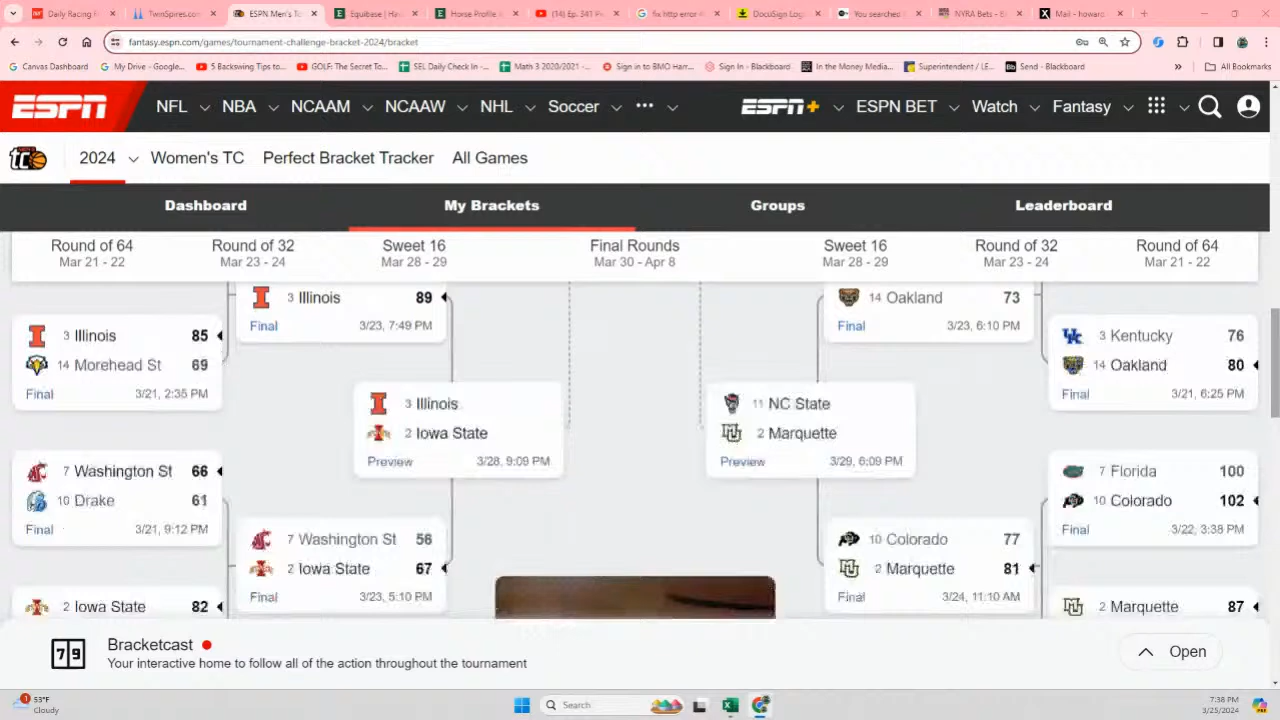 Daily Racing
TwinSpires.com
ESPN Men's To
Equibase | Ho
Horse Profile
(14) Ep. 341 P
fix http error 4
DocuSign Log
You searched
NYRA Bets - B
Mail - howard
fantasy.espn.com/games/tournament-challenge-bracket-2024/bracket
Canvas Dashboard
My Drive - Google...
5 Backswing Tips to...
GOLF: The Secret To...
SEL Daily Check In -...
Math 3 2020/2021 -...
Sign in to BMO Harr...
Sign In - Blackboard
In the Money Media...
Superintendent / LE...
Send - Blackboard
»
All Bookmarks
ESPN NFL NBA NCAAM NCAAW NHL Soccer ••• ESPN+ ESPN BET Watch Fantasy
tc 2024 Women's TC Perfect Bracket Tracker All Games
Dashboard My Brackets Groups Leaderboard
Round of 64 Round of 32 Sweet 16 Final Rounds Sweet 16 Round of 32 Round of 64
Mar 21 - 22 Mar 23 - 24 Mar 28 - 29 Mar 30 - Apr 8 Mar 28 - 29 Mar 23 - 24 Mar 21 - 22
3 Illinois 89
Final 3/23, 7:49 PM
14 Oakland 73
Final 3/23, 6:10 PM
3 Illinois 85
14 Morehead St 69
Final 3/21, 2:35 PM
3 Kentucky 76
14 Oakland 80
Final 3/21, 6:25 PM
3 Illinois
2 Iowa State
Preview 3/28, 9:09 PM
11 NC State
2 Marquette
Preview 3/29, 6:09 PM
7 Washington St 66
10 Drake 61
Final 3/21, 9:12 PM
7 Florida 100
10 Colorado 102
Final 3/22, 3:38 PM
7 Washington St 56
2 Iowa State 67
Final 3/23, 5:10 PM
10 Colorado 77
2 Marquette 81
Final 3/24, 11:10 AM
2 Iowa State 82
2 Marquette 87
79 Bracketcast
Your interactive home to follow all of the action throughout the tournament
Open
1
53°F
Cloudy
Search
7:38 PM
3/25/2024